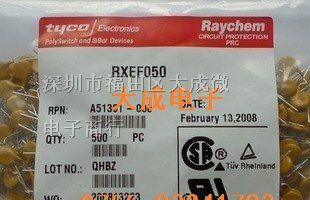 tyco Electronics
Raychem
PolySwitch and SiBar Devices
CIRCUIT PROTECTION
PRC
RXEF050
深圳市福田区大成微
大成电子
RPN:
DATE:
电子商行
February 13,2008
QTY: 500 PC
LOT NO: QHBZ
SA
TÜV Rheinland
WO: